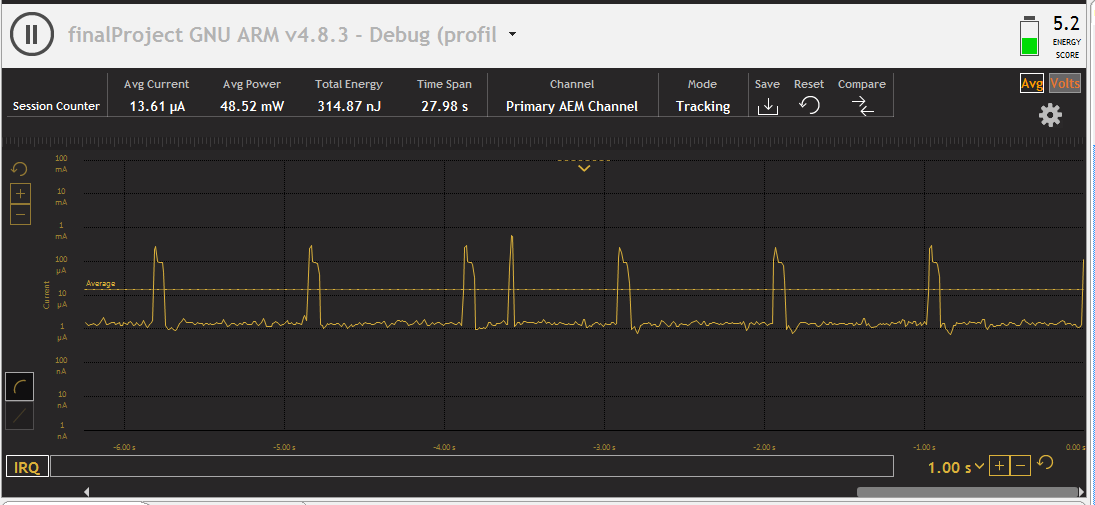 finalProject GNU ARM v4.8.3 - Debug (profil
5.2
ENERGY
SCORE
Session Counter
Avg Current
13.61 µA
Avg Power
48.52 mW
Total Energy
314.87 nJ
Time Span
27.98 s
Channel
Primary AEM Channel
Mode
Tracking
Save
Reset
Compare
Avg
Volts
100
mA
10
mA
1
mA
100
µA
10
µA
1
µA
100
nA
10
nA
1
nA
Current
Average
-6.00 s
-5.00 s
-4.00 s
-3.00 s
-2.00 s
-1.00 s
0.00 s
IRQ
1.00 s